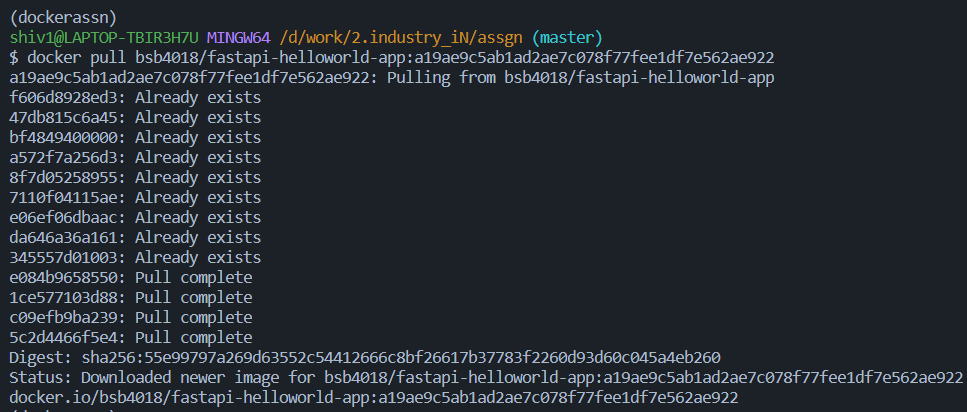 (dockerassn)
shiv1@LAPTOP-TBIR3H7U MINGW64 /d/work/2.industry_iN/assgn (master)
$ docker pull bsb4018/fastapi-helloworld-app:a19ae9c5ab1ad2ae7c078f77fee1df7e562ae922
a19ae9c5ab1ad2ae7c078f77fee1df7e562ae922: Pulling from bsb4018/fastapi-helloworld-app
f606d8928ed3: Already exists
47db815c6a45: Already exists
bf4849400000: Already exists
a572f7a256d3: Already exists
8f7d05258955: Already exists
7110f04115ae: Already exists
e06ef06dbaac: Already exists
da646a36a161: Already exists
345557d01003: Already exists
e084b9658550: Pull complete
1ce577103d88: Pull complete
c09efb9ba239: Pull complete
5c2d4466f5e4: Pull complete
Digest: sha256:55e99797a269d63552c54412666c8bf26617b37783f2260d93d60c045a4eb260
Status: Downloaded newer image for bsb4018/fastapi-helloworld-app:a19ae9c5ab1ad2ae7c078f77fee1df7e562ae922
docker.io/bsb4018/fastapi-helloworld-app:a19ae9c5ab1ad2ae7c078f77fee1df7e562ae922